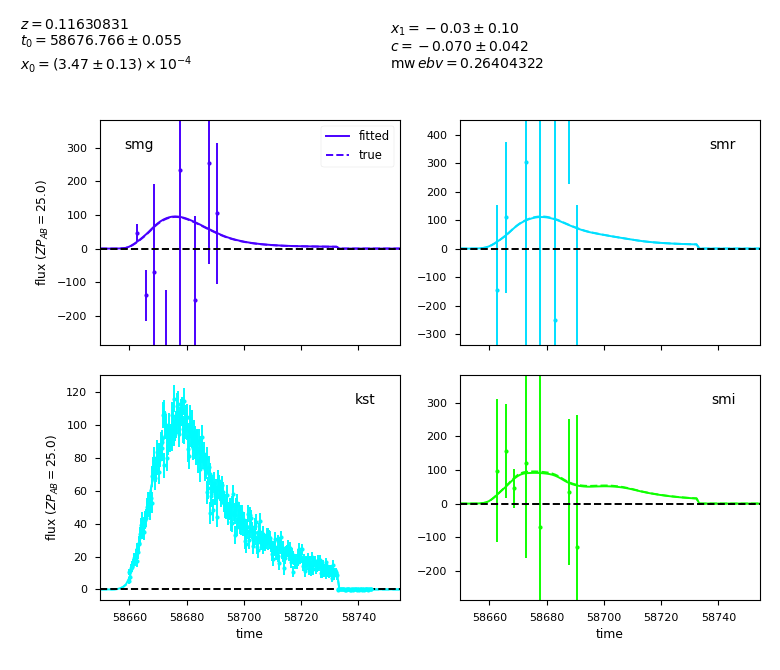 z = 0.11630831
t₀ = 58676.766 ± 0.055
x₀ = (3.47 ± 0.13) × 10⁻⁴
x₁ = −0.03 ± 0.10
c = −0.070 ± 0.042
mw ebv = 0.26404322
smg
fitted
true
300
200
100
0
−100
−200
flux (ZP_AB = 25.0)
smr
400
300
200
100
0
−100
−200
−300
kst
120
100
80
60
40
20
0
flux (ZP_AB = 25.0)
58660 58680 58700 58720 58740
time
smi
300
200
100
0
−100
−200
58660 58680 58700 58720 58740
time